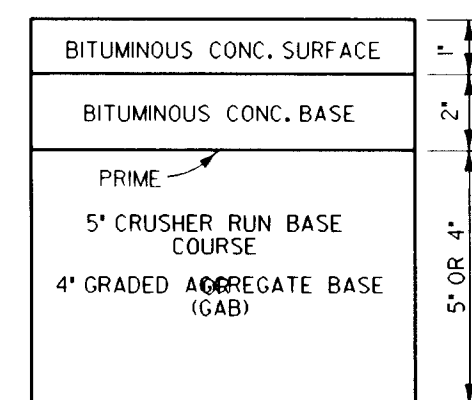 BITUMINOUS CONC. SURFACE
1"
BITUMINOUS CONC. BASE
2"
PRIME
5" CRUSHER RUN BASE
COURSE
OR
4" GRADED AGGREGATE BASE
(GAB)
5" OR 4"